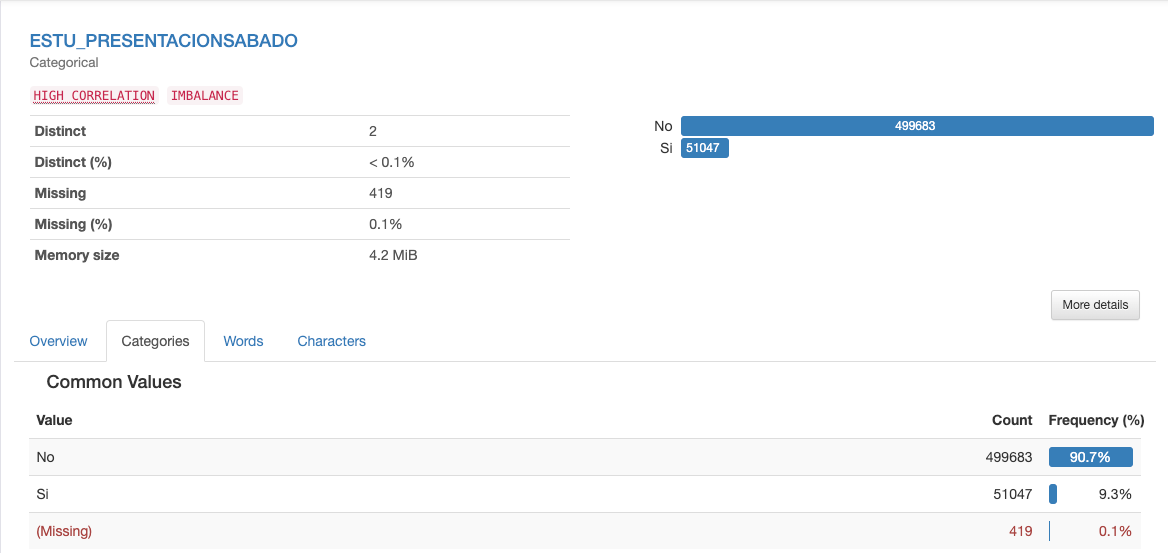 ESTU_PRESENTACIONSABADO
Categorical
HIGH CORRELATION IMBALANCE
Distinct 2
Distinct (%) < 0.1%
Missing 419
Missing (%) 0.1%
Memory size 4.2 MiB
No 499683
Si 51047
More details
Overview Categories Words Characters
Common Values
Value Count Frequency (%)
No 499683 90.7%
Si 51047 9.3%
(Missing) 419 0.1%